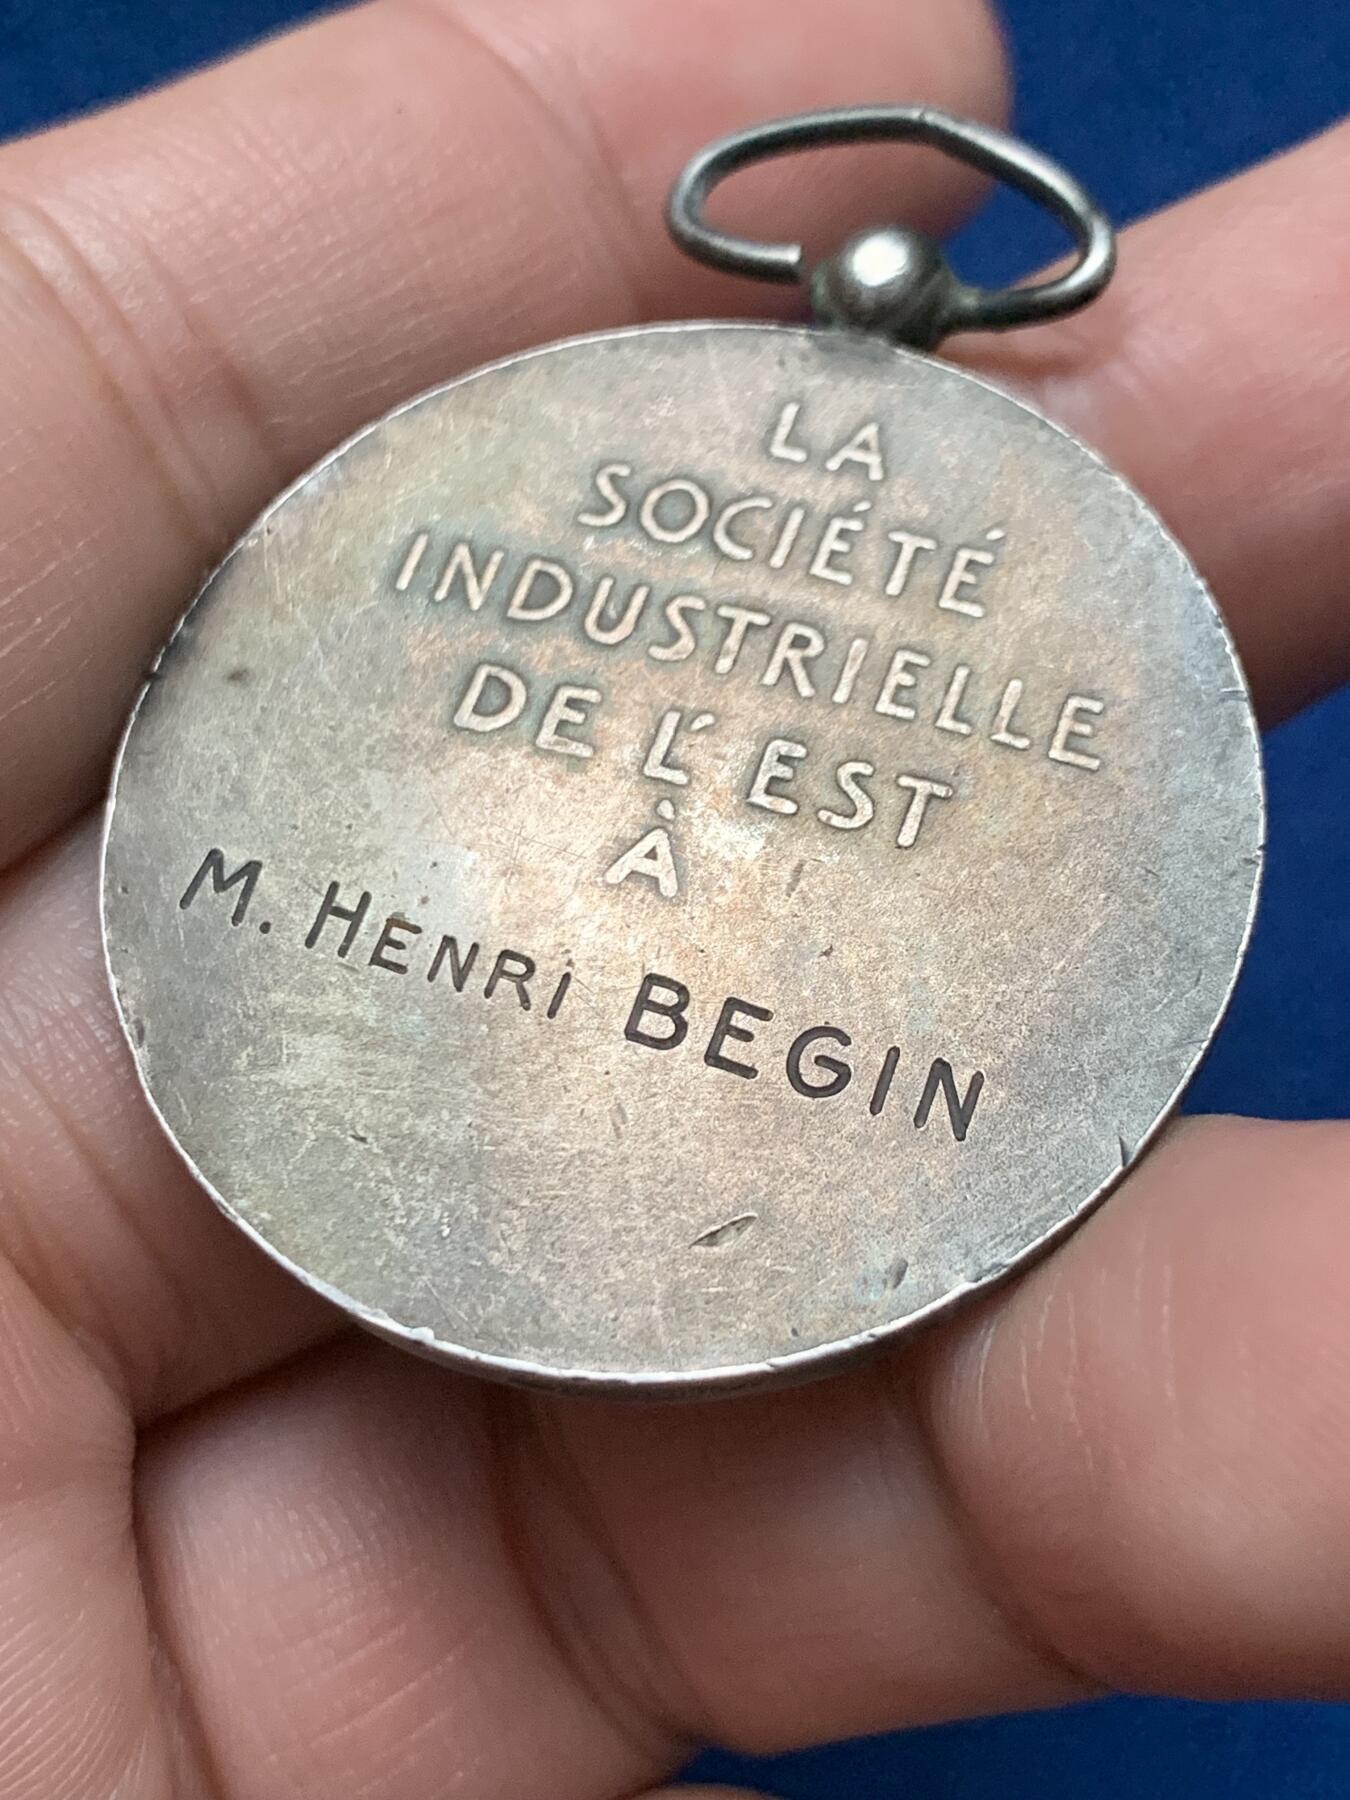 LA
SOCIÉTÉ
INDUSTRIELLE
DE L'EST
À
M. HENRI BEGIN